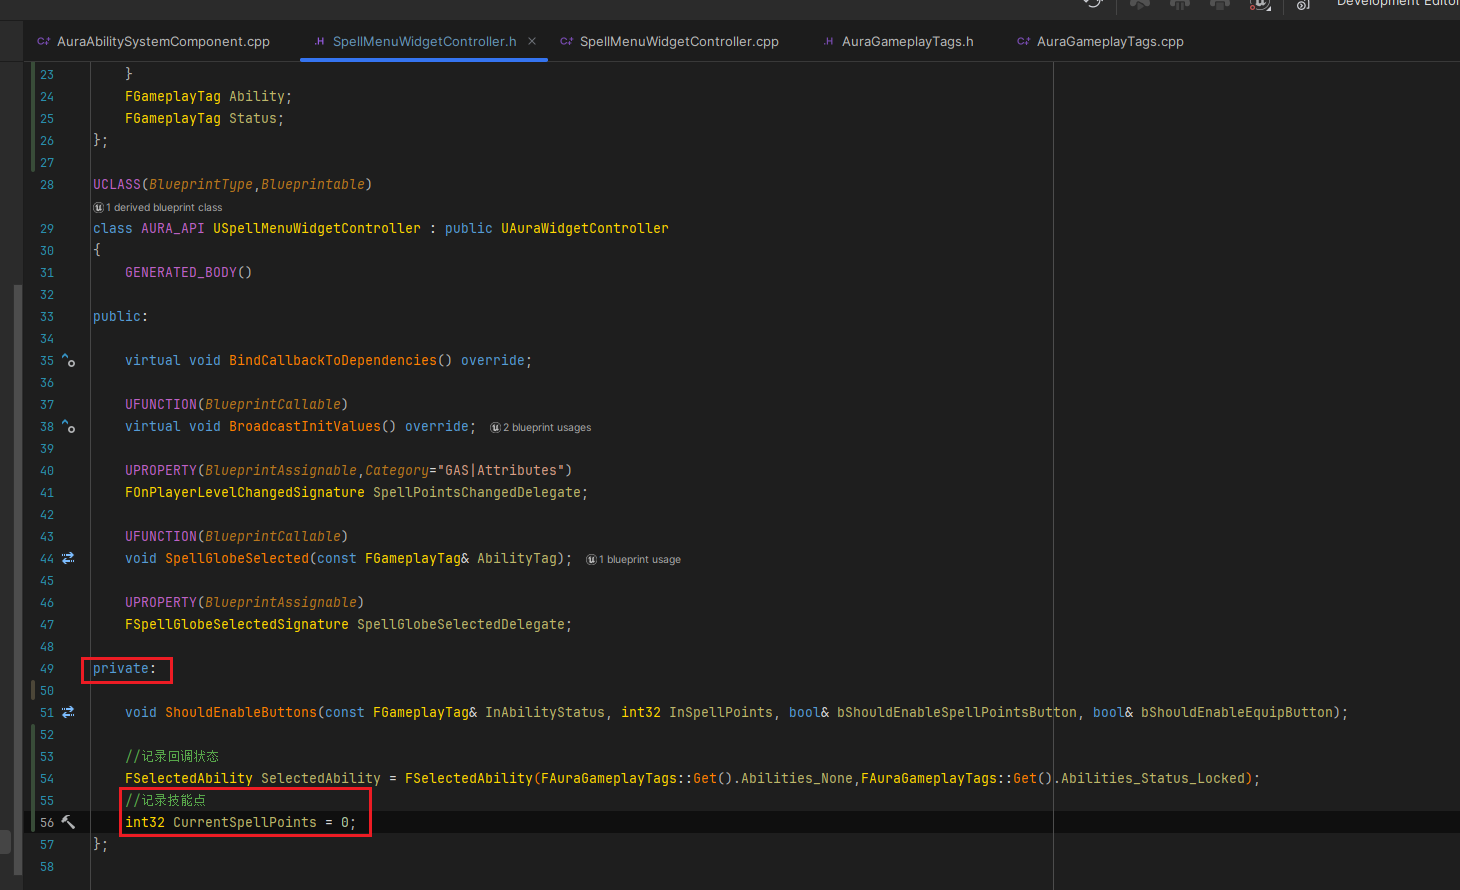 Development Editor
AuraAbilitySystemComponent.cpp SpellMenuWidgetController.h SpellMenuWidgetController.cpp AuraGameplayTags.h AuraGameplayTags.cpp
23 }
24 FGameplayTag Ability;
25 FGameplayTag Status;
26 };
27
28 UCLASS(BlueprintType,Blueprintable)
1 derived blueprint class
29 class AURA_API USpellMenuWidgetController : public UAuraWidgetController
30 {
31 GENERATED_BODY()
32
33 public:
34
35 virtual void BindCallbackToDependencies() override;
36
37 UFUNCTION(BlueprintCallable)
38 virtual void BroadcastInitValues() override; 2 blueprint usages
39
40 UPROPERTY(BlueprintAssignable,Category="GAS|Attributes")
41 FOnPlayerLevelChangedSignature SpellPointsChangedDelegate;
42
43 UFUNCTION(BlueprintCallable)
44 void SpellGlobeSelected(const FGameplayTag& AbilityTag); 1 blueprint usage
45
46 UPROPERTY(BlueprintAssignable)
47 FSpellGlobeSelectedSignature SpellGlobeSelectedDelegate;
48
49 private:
50
51 void ShouldEnableButtons(const FGameplayTag& InAbilityStatus, int32 InSpellPoints, bool& bShouldEnableSpellPointsButton, bool& bShouldEnableEquipButton);
52
53 //记录回调状态
54 FSelectedAbility SelectedAbility = FSelectedAbility(FAuraGameplayTags::Get().Abilities_None,FAuraGameplayTags::Get().Abilities_Status_Locked);
55 //记录技能点
56 int32 CurrentSpellPoints = 0;
57 };
58